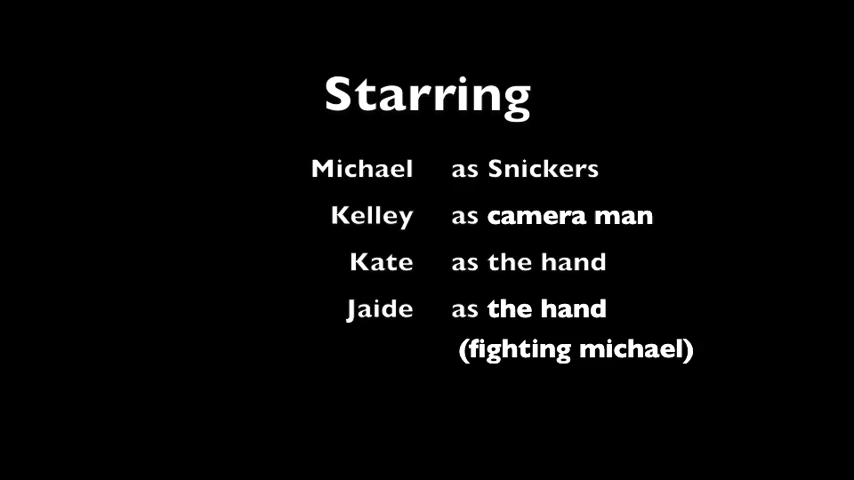 Starring
Michael as Snickers
Kelley as camera man
Kate as the hand
Jaide as the hand
(fighting michael)